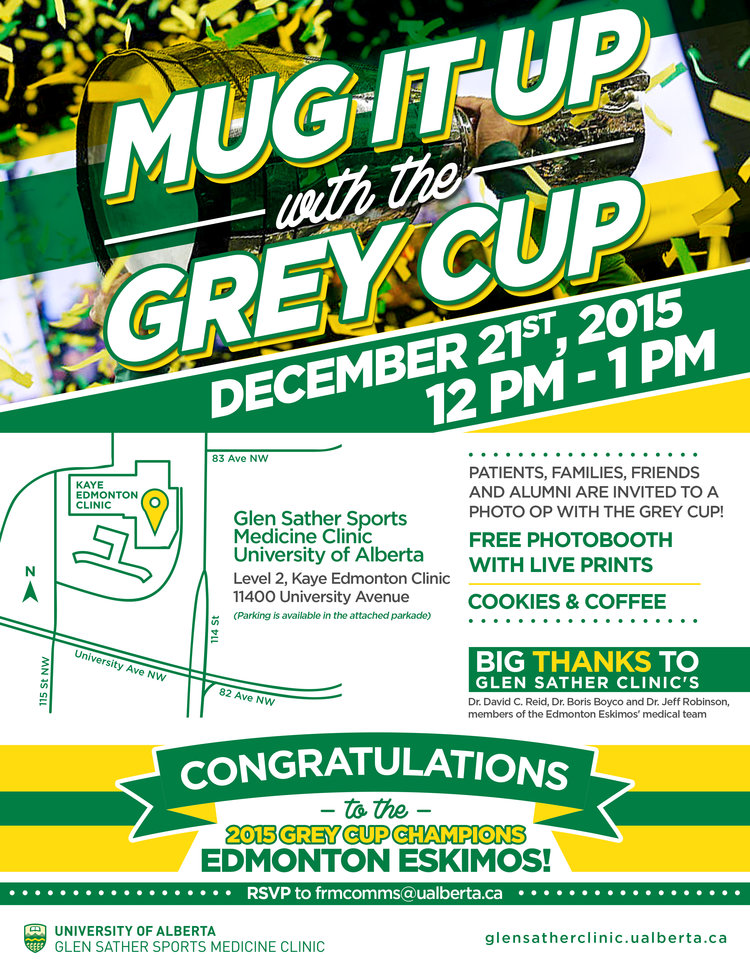 MUG IT UP
with the
GREY CUP
DECEMBER 21ST, 2015
12 PM - 1 PM
83 Ave NW
KAYE
EDMONTON
CLINIC
N
115 St NW
University Ave NW
114 St
82 Ave NW
Glen Sather Sports
Medicine Clinic
University of Alberta
Level 2, Kaye Edmonton Clinic
11400 University Avenue
(Parking is available in the attached parkade)
PATIENTS, FAMILIES, FRIENDS
AND ALUMNI ARE INVITED TO A
PHOTO OP WITH THE GREY CUP!
FREE PHOTOBOOTH
WITH LIVE PRINTS
COOKIES & COFFEE
BIG THANKS TO
GLEN SATHER CLINIC'S
Dr. David C. Reid, Dr. Boris Boyco and Dr. Jeff Robinson,
members of the Edmonton Eskimos' medical team
CONGRATULATIONS
– to the –
2015 GREY CUP CHAMPIONS
EDMONTON ESKIMOS!
RSVP to frmcomms@ualberta.ca
UNIVERSITY OF ALBERTA
GLEN SATHER SPORTS MEDICINE CLINIC
glensatherclinic.ualberta.ca